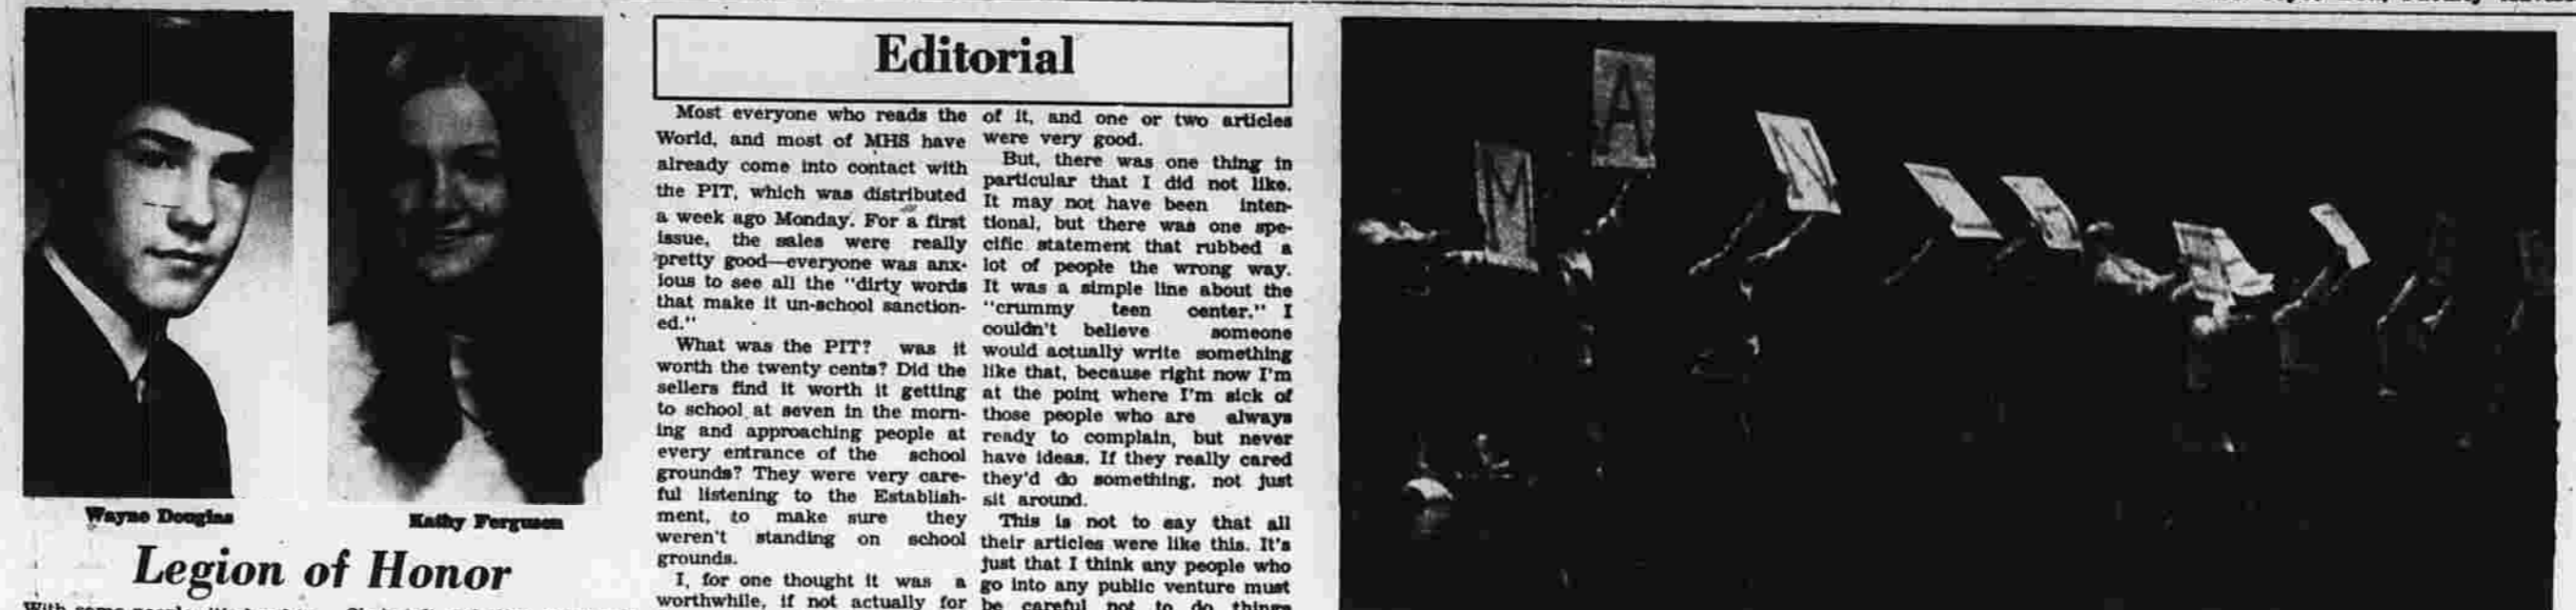 Wayne Douglas
Kathy Ferguson
Legion of Honor
Editorial
Most everyone who reads the
World, and most of MHS have
already come into contact with
the PIT, which was distributed
a week ago Monday. For a first
issue, the sales were really
pretty good—everyone was anx-
ious to see all the "dirty words
that make it un-school sanction-
ed."
What was the PIT? was it
worth the twenty cents? Did the
sellers find it worth it getting
to school at seven in the morn-
ing and approaching people at
every entrance of the school
grounds? They were very care-
ful listening to the Establish-
ment, to make sure they
weren't standing on school
grounds.
I, for one thought it was a
worthwhile, if not actually for
of it, and one or two articles
were very good.
But, there was one thing in
particular that I did not like.
It may not have been inten-
tional, but there was one spe-
cific statement that rubbed a
lot of people the wrong way.
It was a simple line about the
"crummy teen center." I
couldn't believe someone
would actually write something
like that, because right now I'm
at the point where I'm sick of
those people who are always
ready to complain, but never
have ideas. If they really cared
they'd do something, not just
sit around.
This is not to say that all
their articles were like this. It's
just that I think any people who
go into any public venture must
be careful not to do things
M A N